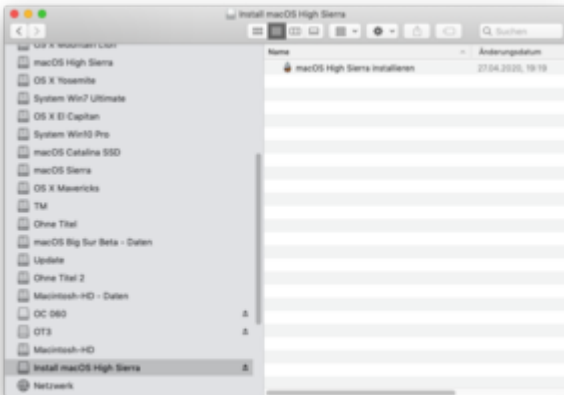 Install macOS High Sierra
Suchen
Name
Änderungsdatum
OS X Mountain Lion
macOS High Sierra
OS X Yosemite
System Win7 Ultimate
OS X El Capitan
System Win10 Pro
macOS Catalina SSD
macOS Sierra
OS X Mavericks
TM
Ohne Titel
macOS Big Sur Beta - Daten
Update
Ohne Titel 2
Macintosh-HD - Daten
OC 060
OT3
Macintosh-HD
Install macOS High Sierra
Netzwerk
macOS High Sierra installieren
27.04.2020, 19:19